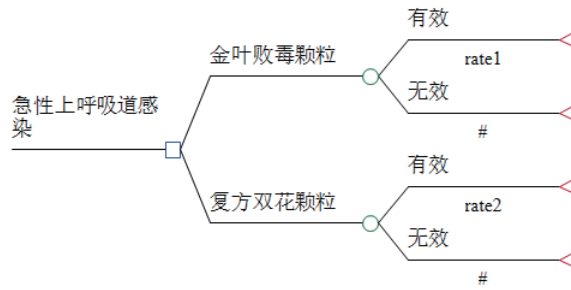 急性上呼吸道感
染
金叶败毒颗粒
有效
rate1
无效
#
复方双花颗粒
有效
rate2
无效
#